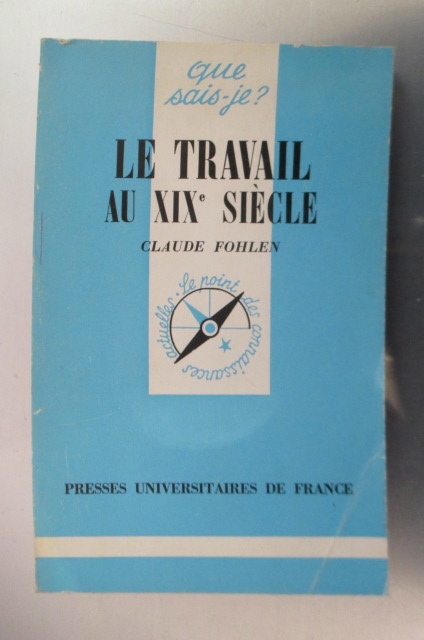 que
sais-je?
LE TRAVAIL
AU XIXe SIÈCLE
CLAUDE FOHLEN
Le point des connaissances actuelles •
PRESSES UNIVERSITAIRES DE FRANCE